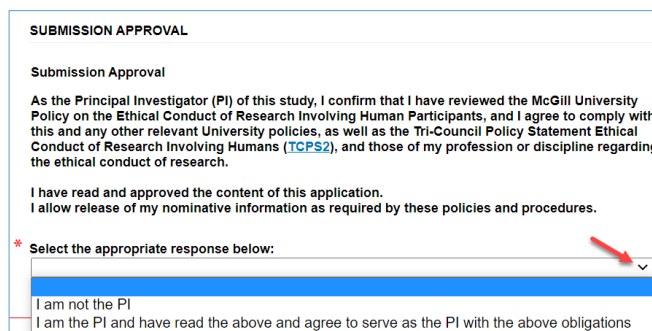 SUBMISSION APPROVAL
Submission Approval
As the Principal Investigator (PI) of this study, I confirm that I have reviewed the McGill University
Policy on the Ethical Conduct of Research Involving Human Participants, and I agree to comply with
this and any other relevant University policies, as well as the Tri-Council Policy Statement Ethical
Conduct of Research Involving Humans (TCPS2), and those of my profession or discipline regarding
the ethical conduct of research.
I have read and approved the content of this application.
I allow release of my nominative information as required by these policies and procedures.
* Select the appropriate response below:
I am not the PI
I am the PI and have read the above and agree to serve as the PI with the above obligations